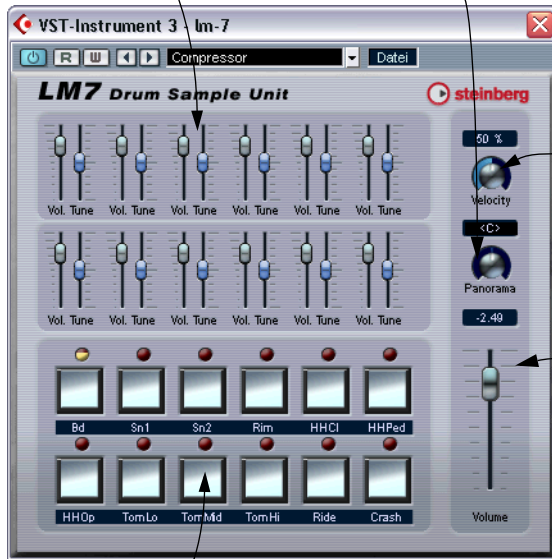 VST-Instrument 3 - lm-7
R W Compressor Datei
LM7 Drum Sample Unit
steinberg
50 %
Velocity
<C>
Panorama
-2.49
Vol. Tune Vol. Tune Vol. Tune Vol. Tune Vol. Tune Vol. Tune
Vol. Tune Vol. Tune Vol. Tune Vol. Tune Vol. Tune Vol. Tune
Bd Sn1 Sn2 Rim HHCl HHPed
HHOp TomLo TomMid TomHi Ride Crash
Volume